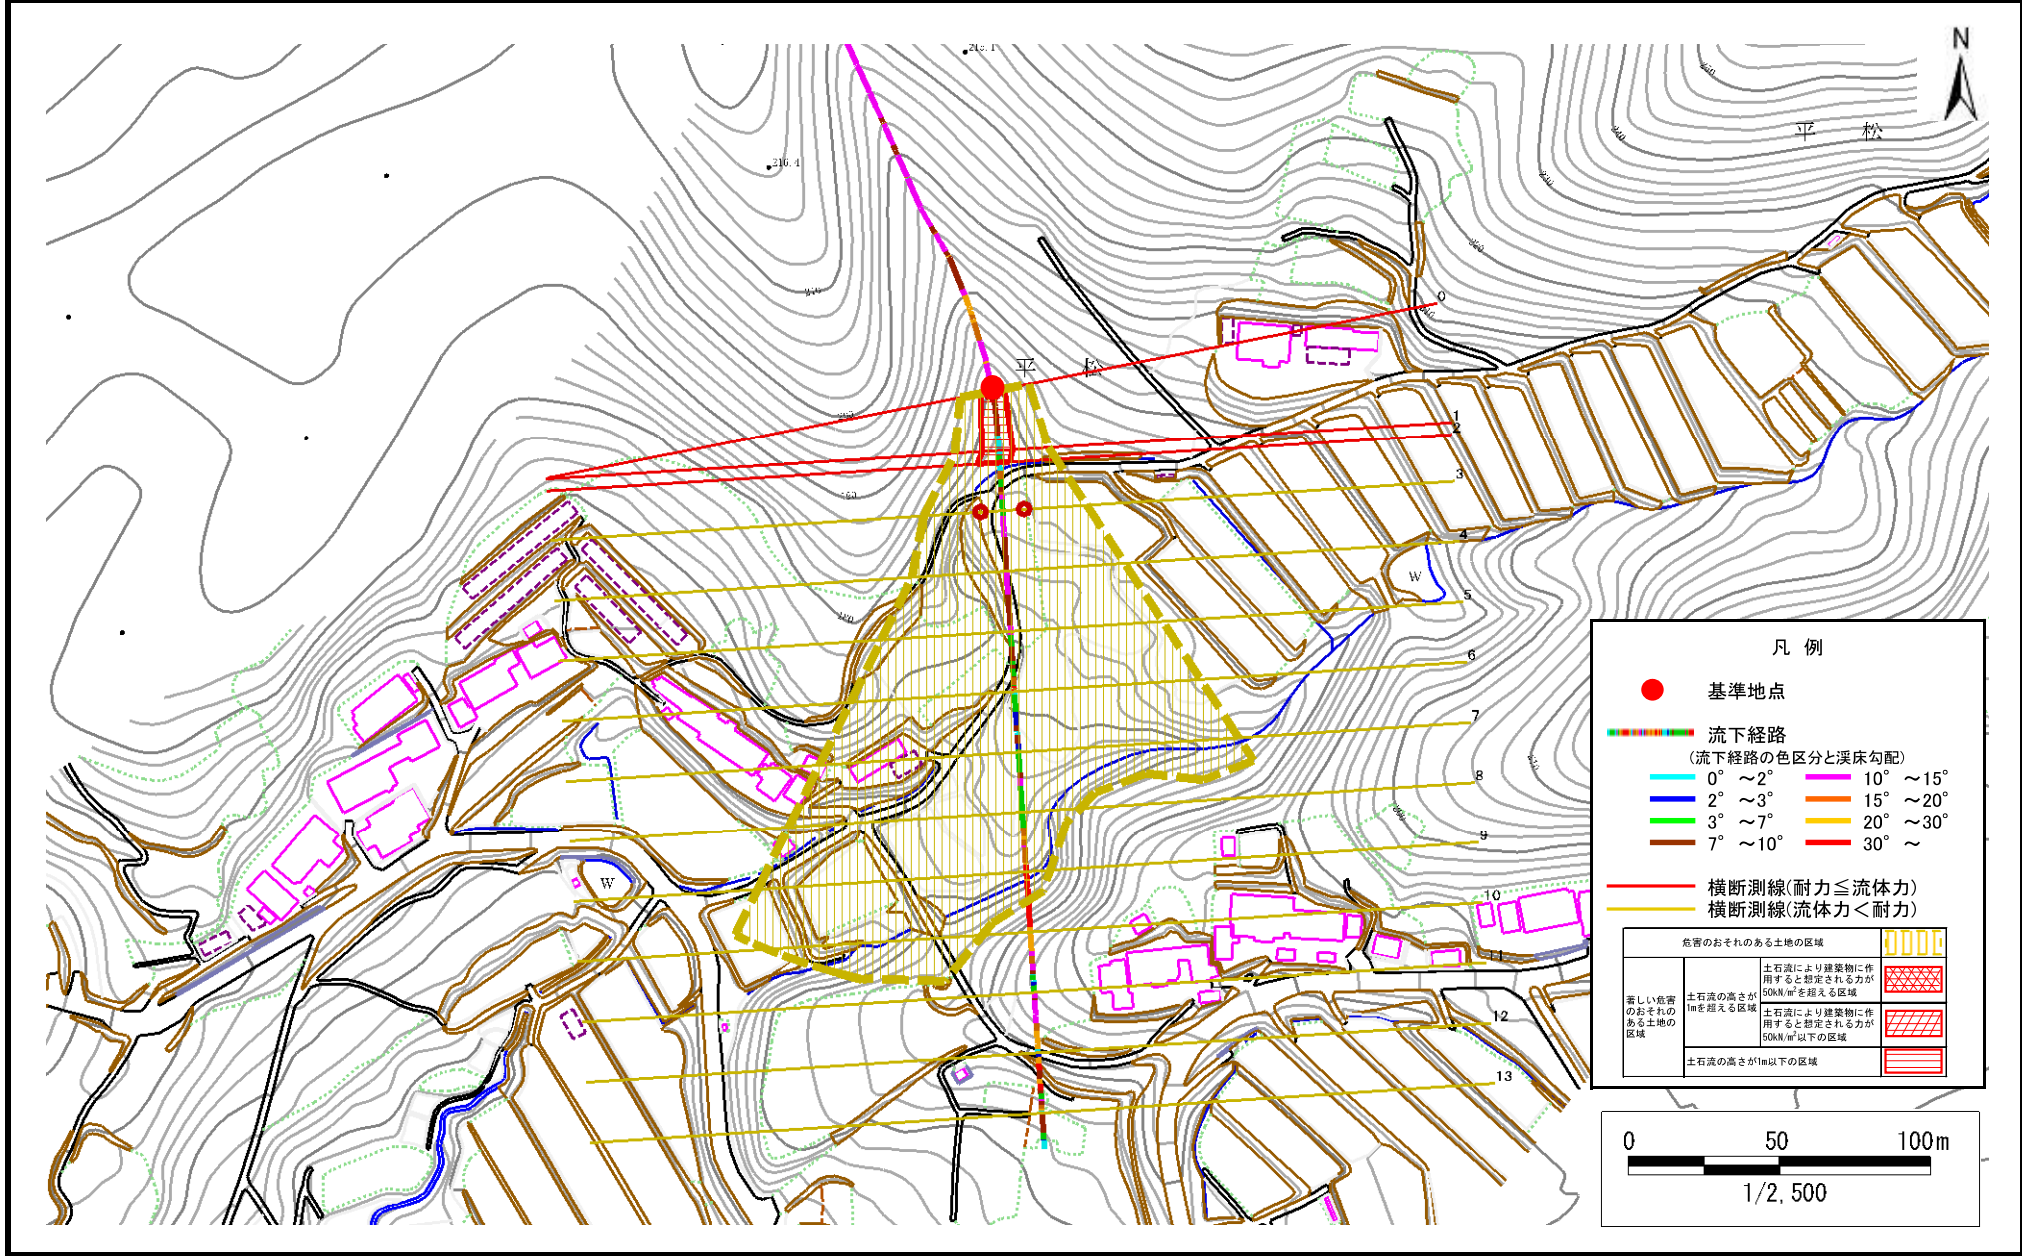 N
平 松
216.4
平 松
0
1
2
3
4
5
6
7
8
9
10
11
12
13
W
W
凡 例
基準地点
流下経路
(流下経路の色区分と渓床勾配)
0° ～2° 10° ～15°
2° ～3° 15° ～20°
3° ～7° 20° ～30°
7° ～10° 30° ～
横断測線(耐力≦流体力)
横断測線(流体力＜耐力)
危害のおそれのある土地の区域
著しい危害
のおそれの
ある土地の
区域
土石流の高さが
1mを超える区域
土石流により建築物に作
用すると想定される力が
50kN/m²を超える区域
土石流により建築物に作
用すると想定される力が
50kN/m²以下の区域
土石流の高さが1m以下の区域
0 50 100m
1/2,500